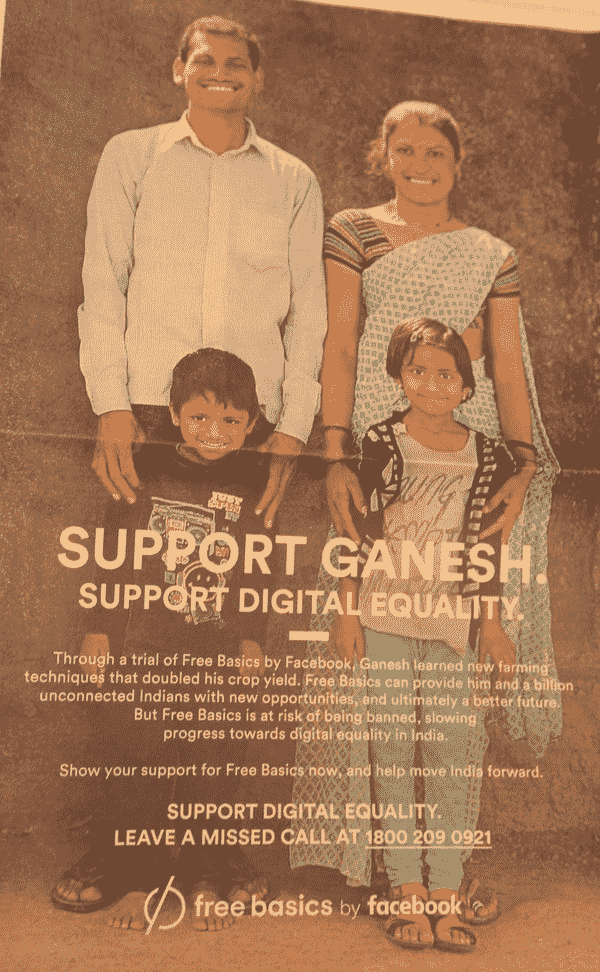 JUST
SUPPORT GANESH.
SUPPORT DIGITAL EQUALITY.
Through a trial of Free Basics by Facebook, Ganesh learned new farming
techniques that doubled his crop yield. Free Basics can provide him and a billion
unconnected Indians with new opportunities, and ultimately a better future.
But Free Basics is at risk of being banned, slowing
progress towards digital equality in India.
Show your support for Free Basics now, and help move India forward.
SUPPORT DIGITAL EQUALITY.
LEAVE A MISSED CALL AT 1800 209 0921
free basics by facebook